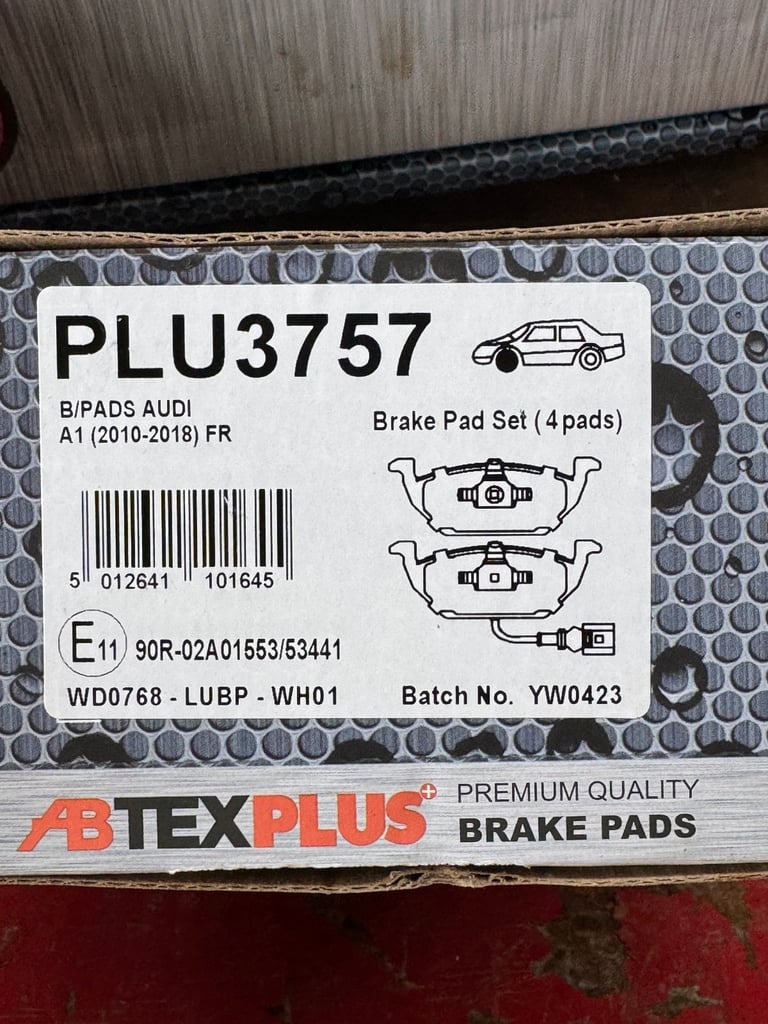 PLU3757
B/PADS AUDI
A1 (2010-2018) FR
Brake Pad Set (4 pads)
5 012641 101645
E11 90R-02A01553/53441
WD0768 - LUBP - WH01
Batch No. YW0423
ABTEXPLUS+
PREMIUM QUALITY
BRAKE PADS